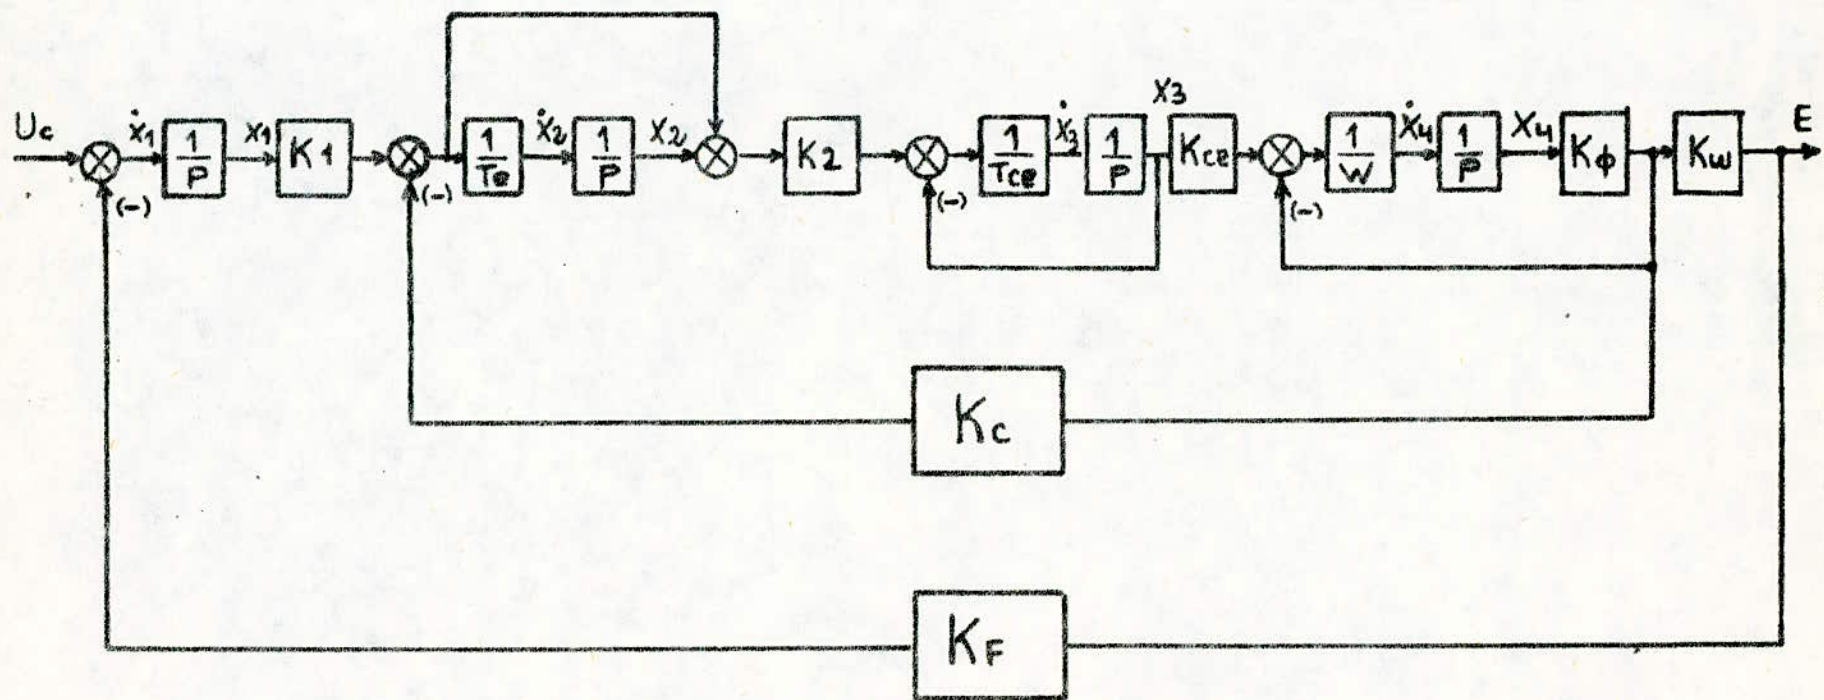 Uc (-) ẋ1 1/P x1 K1 (-) 1/Te ẋ2 1/P X2 K2 (-) 1/Tce ẋ3 1/P X3 Kce (-) 1/W ẋ4 1/P X4 Kϕ Kω E
Kc
KF